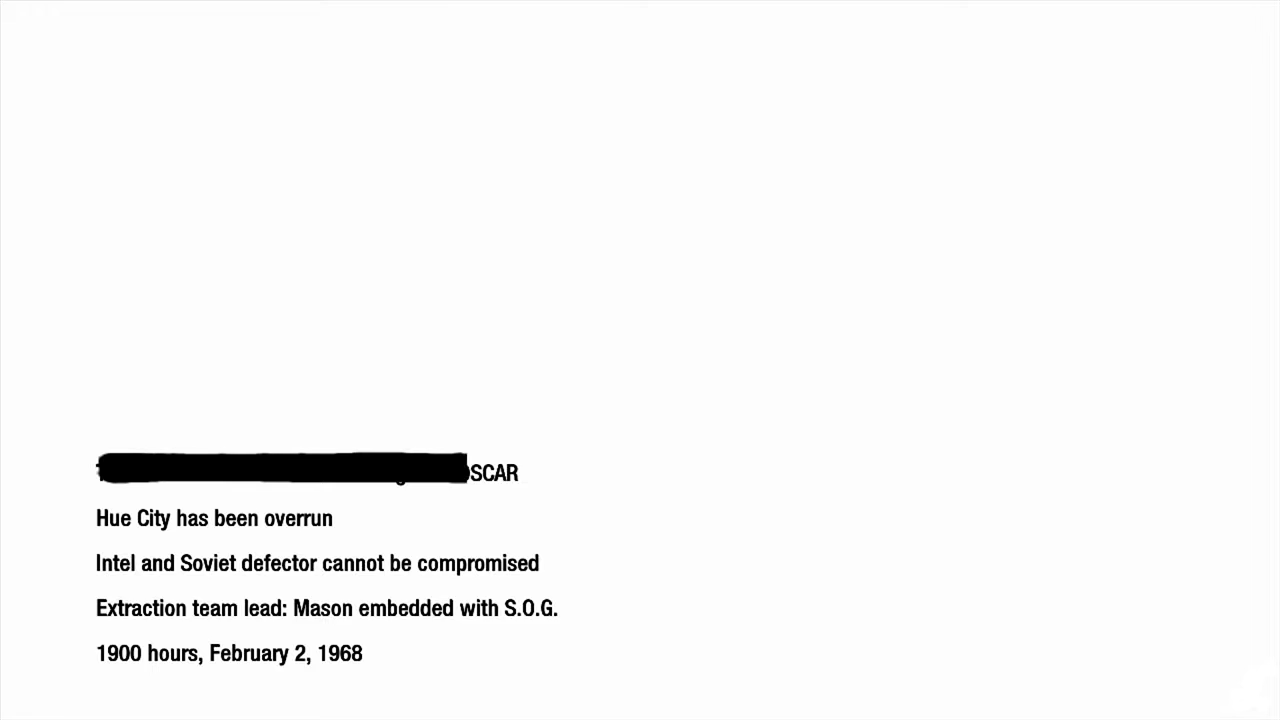 SCAR
Hue City has been overrun
Intel and Soviet defector cannot be compromised
Extraction team lead: Mason embedded with S.O.G.
1900 hours, February 2, 1968